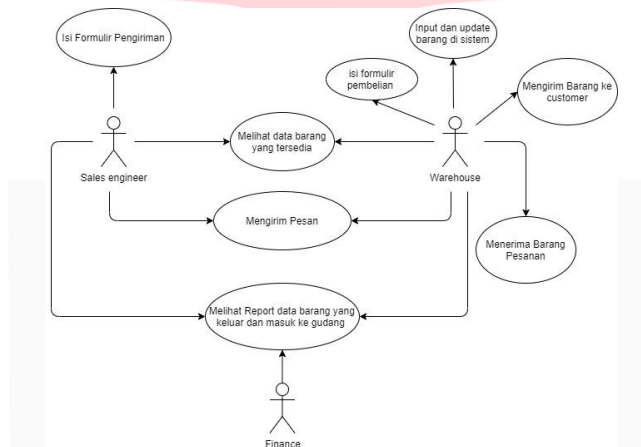 Isi Formulir Pengiriman
Input dan update
barang di sistem
isi formulir
pembelian
Mengirim Barang ke
customer
Melihat data barang
yang tersedia
Sales engineer
Warehouse
Mengirim Pesan
Menerima Barang
Pesanan
Melihat Report data barang yang
keluar dan masuk ke gudang
Finance